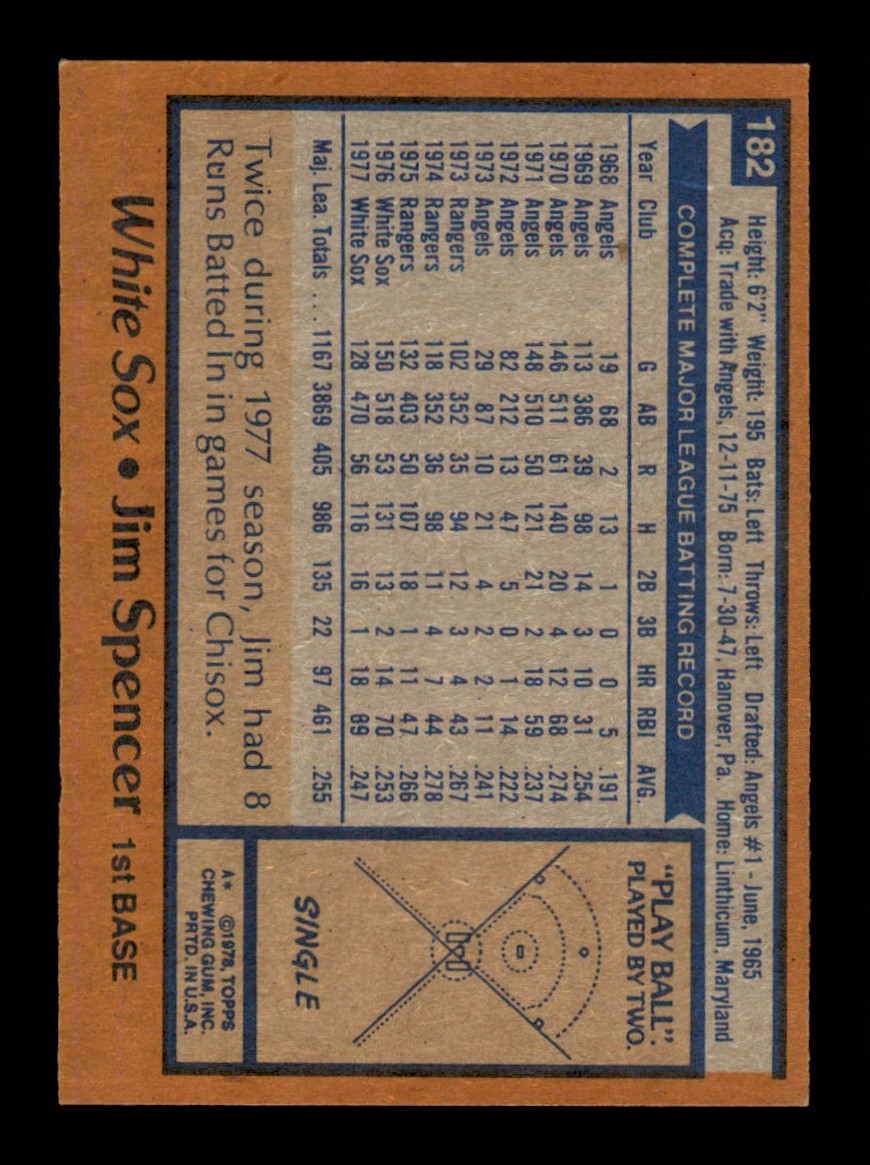 182
Height: 6'2" Weight: 195 Bats: Left Throws: Left Drafted: Angels #1 - June, 1965
Acq: Trade with Angels, 12-11-75 Born: 7-30-47, Hanover, Pa. Home: Linthicum, Maryland
COMPLETE MAJOR LEAGUE BATTING RECORD
Year Club G AB R H 2B 3B HR RBI AVG.
1968 Angels 19 68 2 13 1 0 0 5 .191
1969 Angels 113 386 39 98 14 3 10 31 .254
1970 Angels 146 511 61 140 20 4 12 68 .274
1971 Angels 148 510 50 121 21 2 18 59 .237
1972 Angels 82 212 13 47 5 0 1 14 .222
1973 Angels 29 87 10 21 4 2 2 11 .241
1973 Rangers 102 352 35 94 12 3 4 43 .267
1974 Rangers 118 352 36 98 11 4 7 44 .278
1975 Rangers 132 403 50 107 18 1 11 47 .266
1976 White Sox 150 518 53 131 13 2 14 70 .253
1977 White Sox 128 470 56 116 16 1 18 69 .247
Maj. Lea. Totals . . . 1167 3869 405 986 135 22 97 461 .255
Twice during 1977 season, Jim had 8
Runs Batted In in games for Chisox.
"PLAY BALL".
PLAYED BY TWO.
SINGLE
A* ©1978, TOPPS
CHEWING GUM, INC.
PRTD. IN U.S.A.
White Sox • Jim Spencer 1st BASE